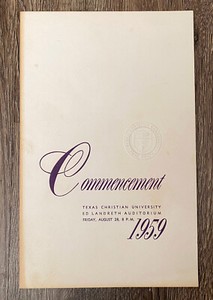 Commencement
TEXAS CHRISTIAN UNIVERSITY
ED LANDRETH AUDITORIUM
FRIDAY, AUGUST 28, 8 P.M.
1959